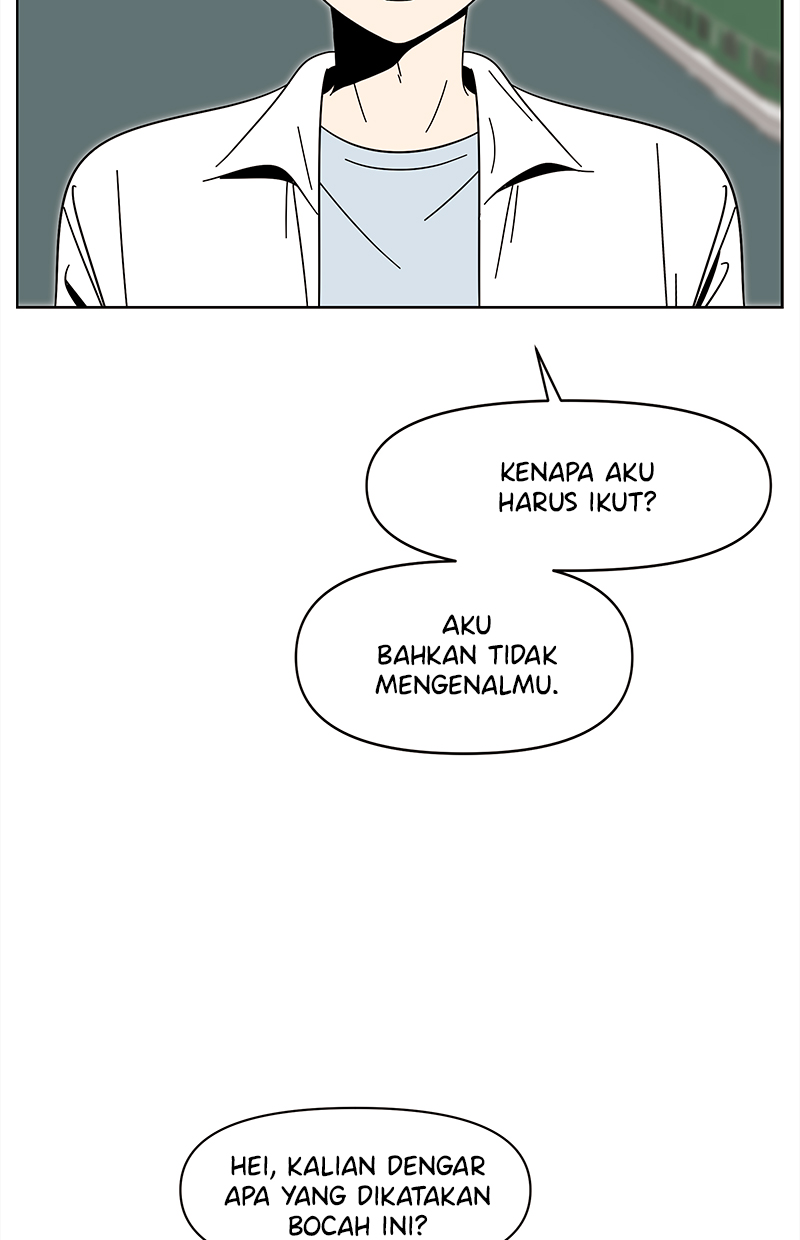 KENAPA AKU
HARUS IKUT?
AKU
BAHKAN TIDAK
MENGENALMU.
HEI, KALIAN DENGAR
APA YANG DIKATAKAN
BOCAH INI?